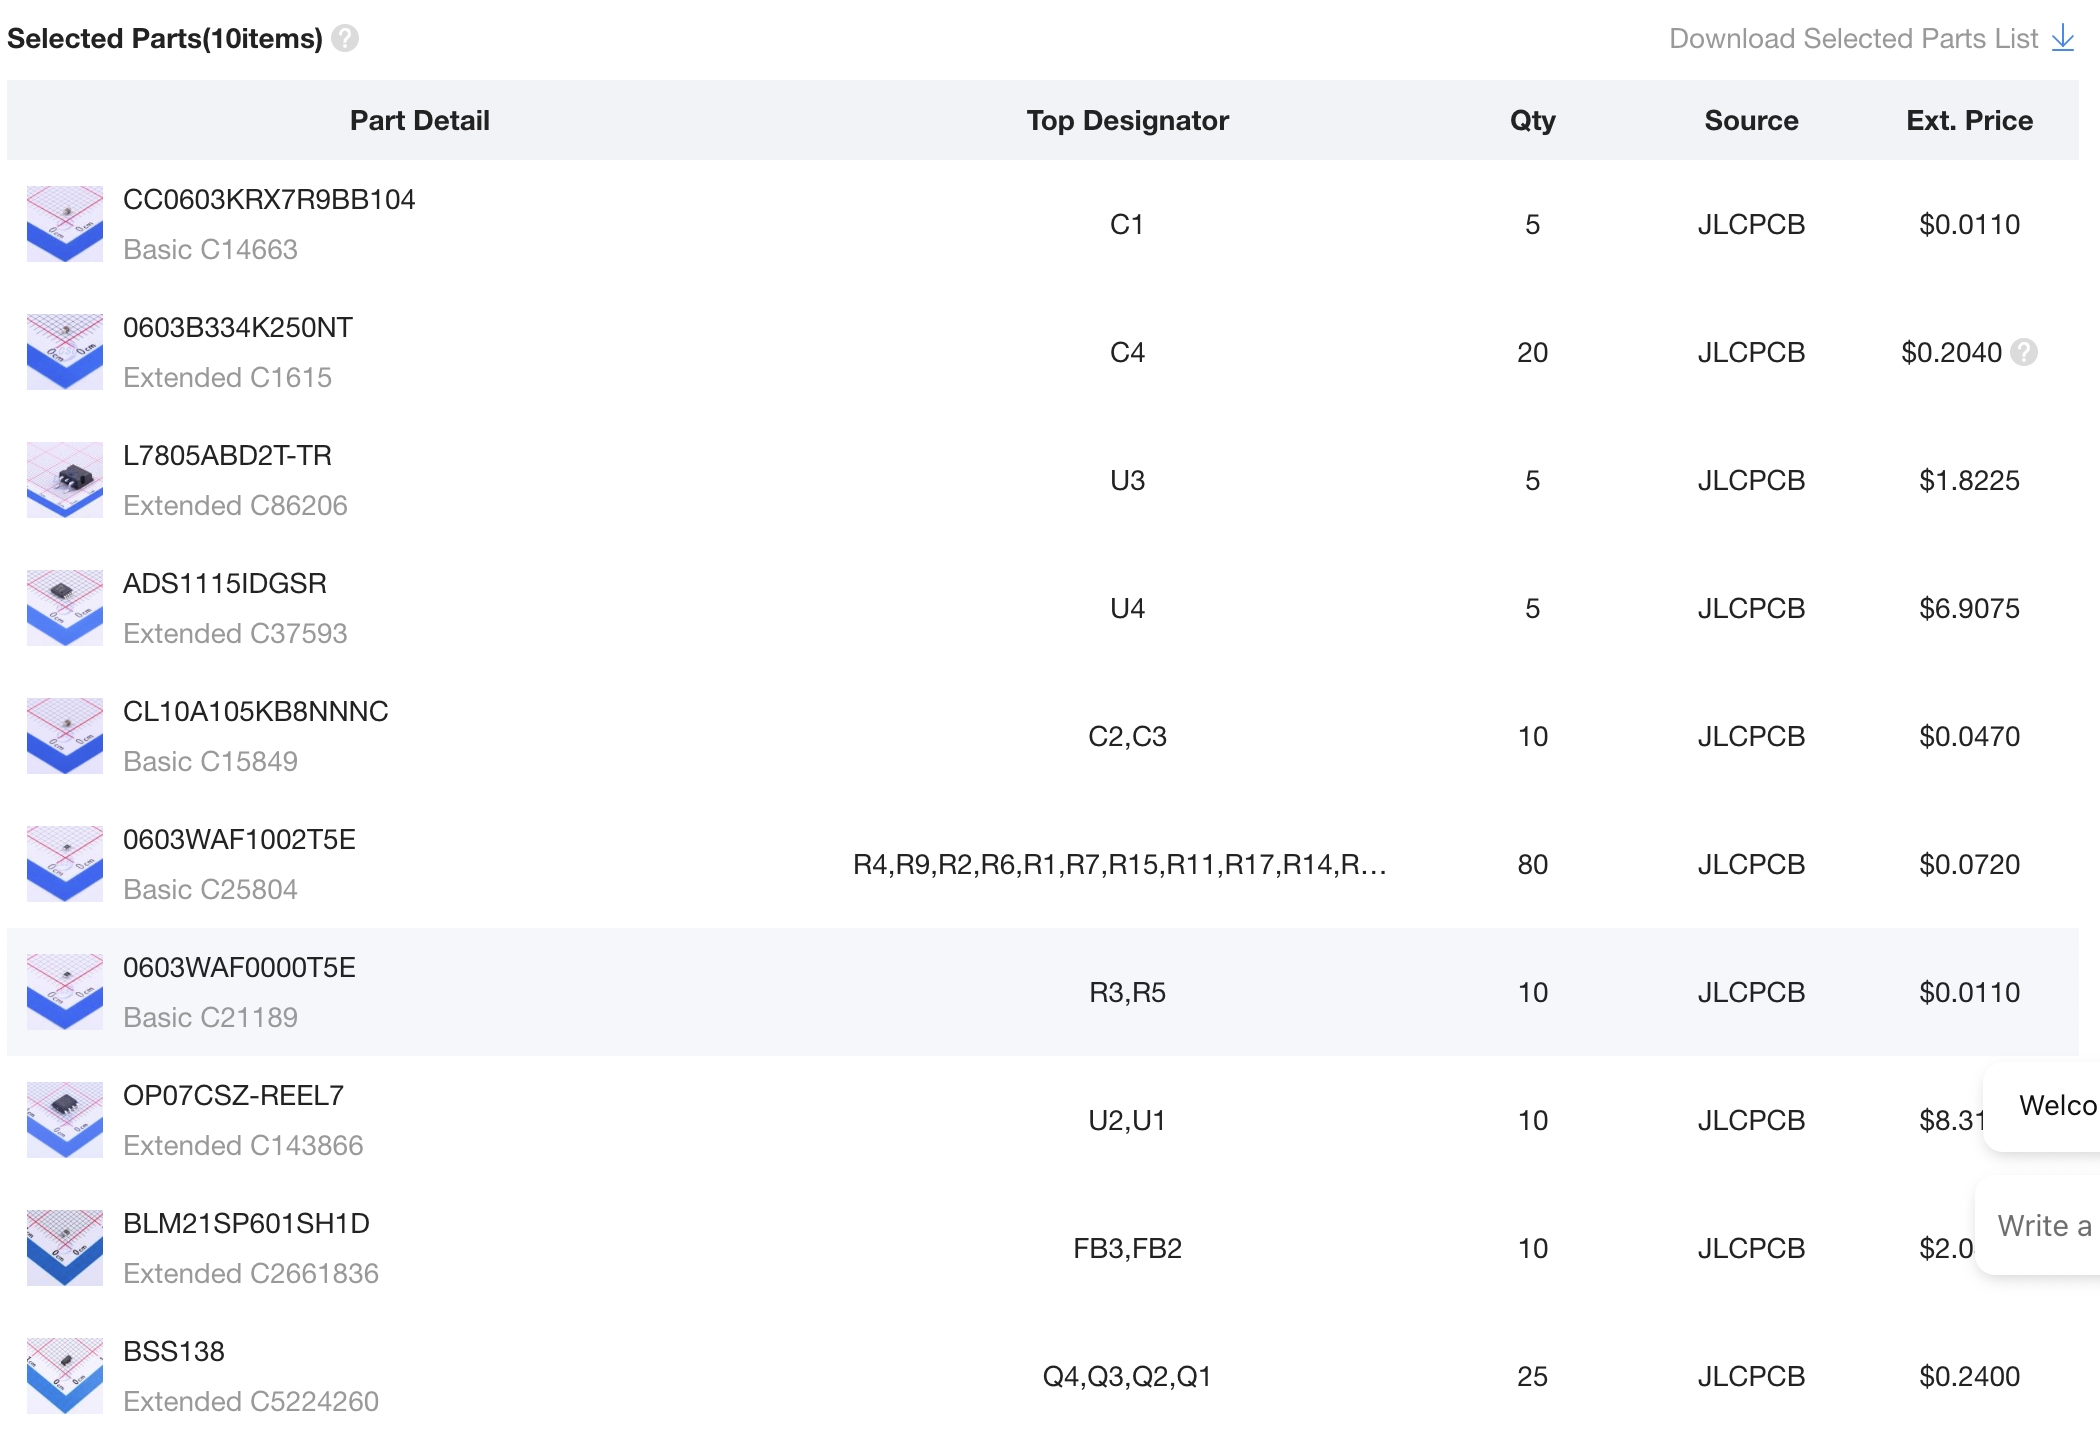 Selected Parts(10items) ?
Download Selected Parts List
Part Detail Top Designator Qty Source Ext. Price
CC0603KRX7R9BB104
Basic C14663
C1 5 JLCPCB $0.0110
0603B334K250NT
Extended C1615
C4 20 JLCPCB $0.2040 ?
L7805ABD2T-TR
Extended C86206
U3 5 JLCPCB $1.8225
ADS1115IDGSR
Extended C37593
U4 5 JLCPCB $6.9075
CL10A105KB8NNNC
Basic C15849
C2,C3 10 JLCPCB $0.0470
0603WAF1002T5E
Basic C25804
R4,R9,R2,R6,R1,R7,R15,R11,R17,R14,R... 80 JLCPCB $0.0720
0603WAF0000T5E
Basic C21189
R3,R5 10 JLCPCB $0.0110
OP07CSZ-REEL7
Extended C143866
U2,U1 10 JLCPCB $8.31
Welco
BLM21SP601SH1D
Extended C2661836
FB3,FB2 10 JLCPCB $2.0
Write a
BSS138
Extended C5224260
Q4,Q3,Q2,Q1 25 JLCPCB $0.2400